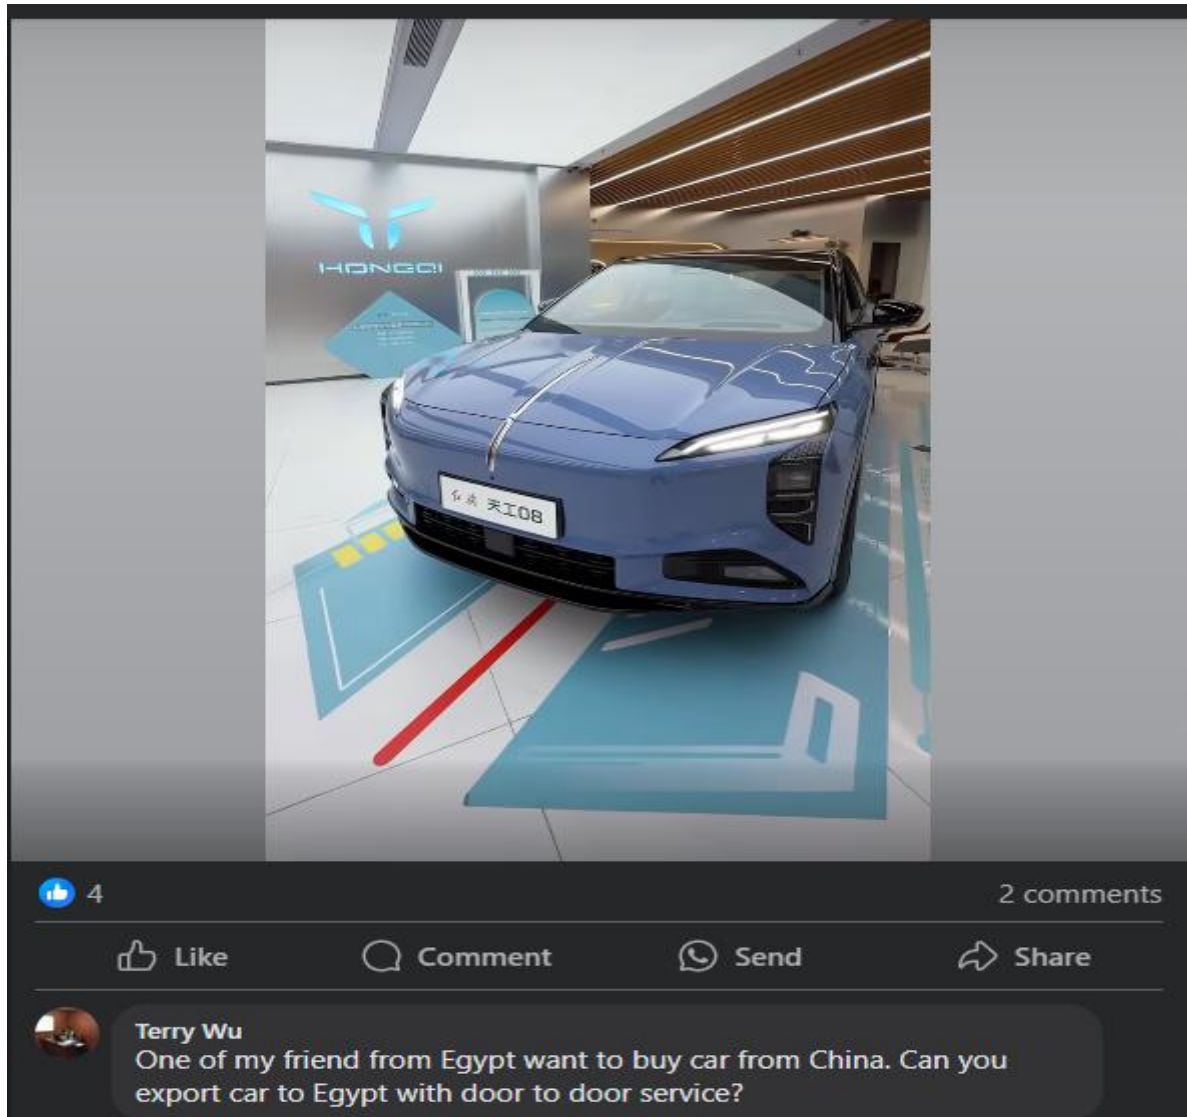 HONGQI
红旗 天工08
4
2 comments
Like
Comment
Send
Share
Terry Wu
One of my friend from Egypt want to buy car from China. Can you
export car to Egypt with door to door service?